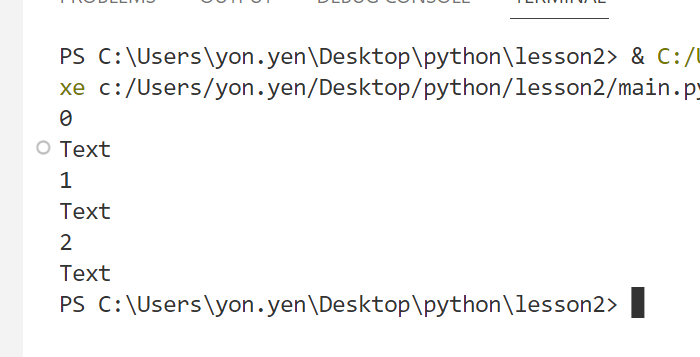 PROBLEMS OUTPUT DEBUG CONSOLE TERMINAL
PS C:\Users\yon.yen\Desktop\python\lesson2> & C:/U
xe c:/Users/yon.yen/Desktop/python/lesson2/main.py
0
Text
1
Text
2
Text
PS C:\Users\yon.yen\Desktop\python\lesson2>